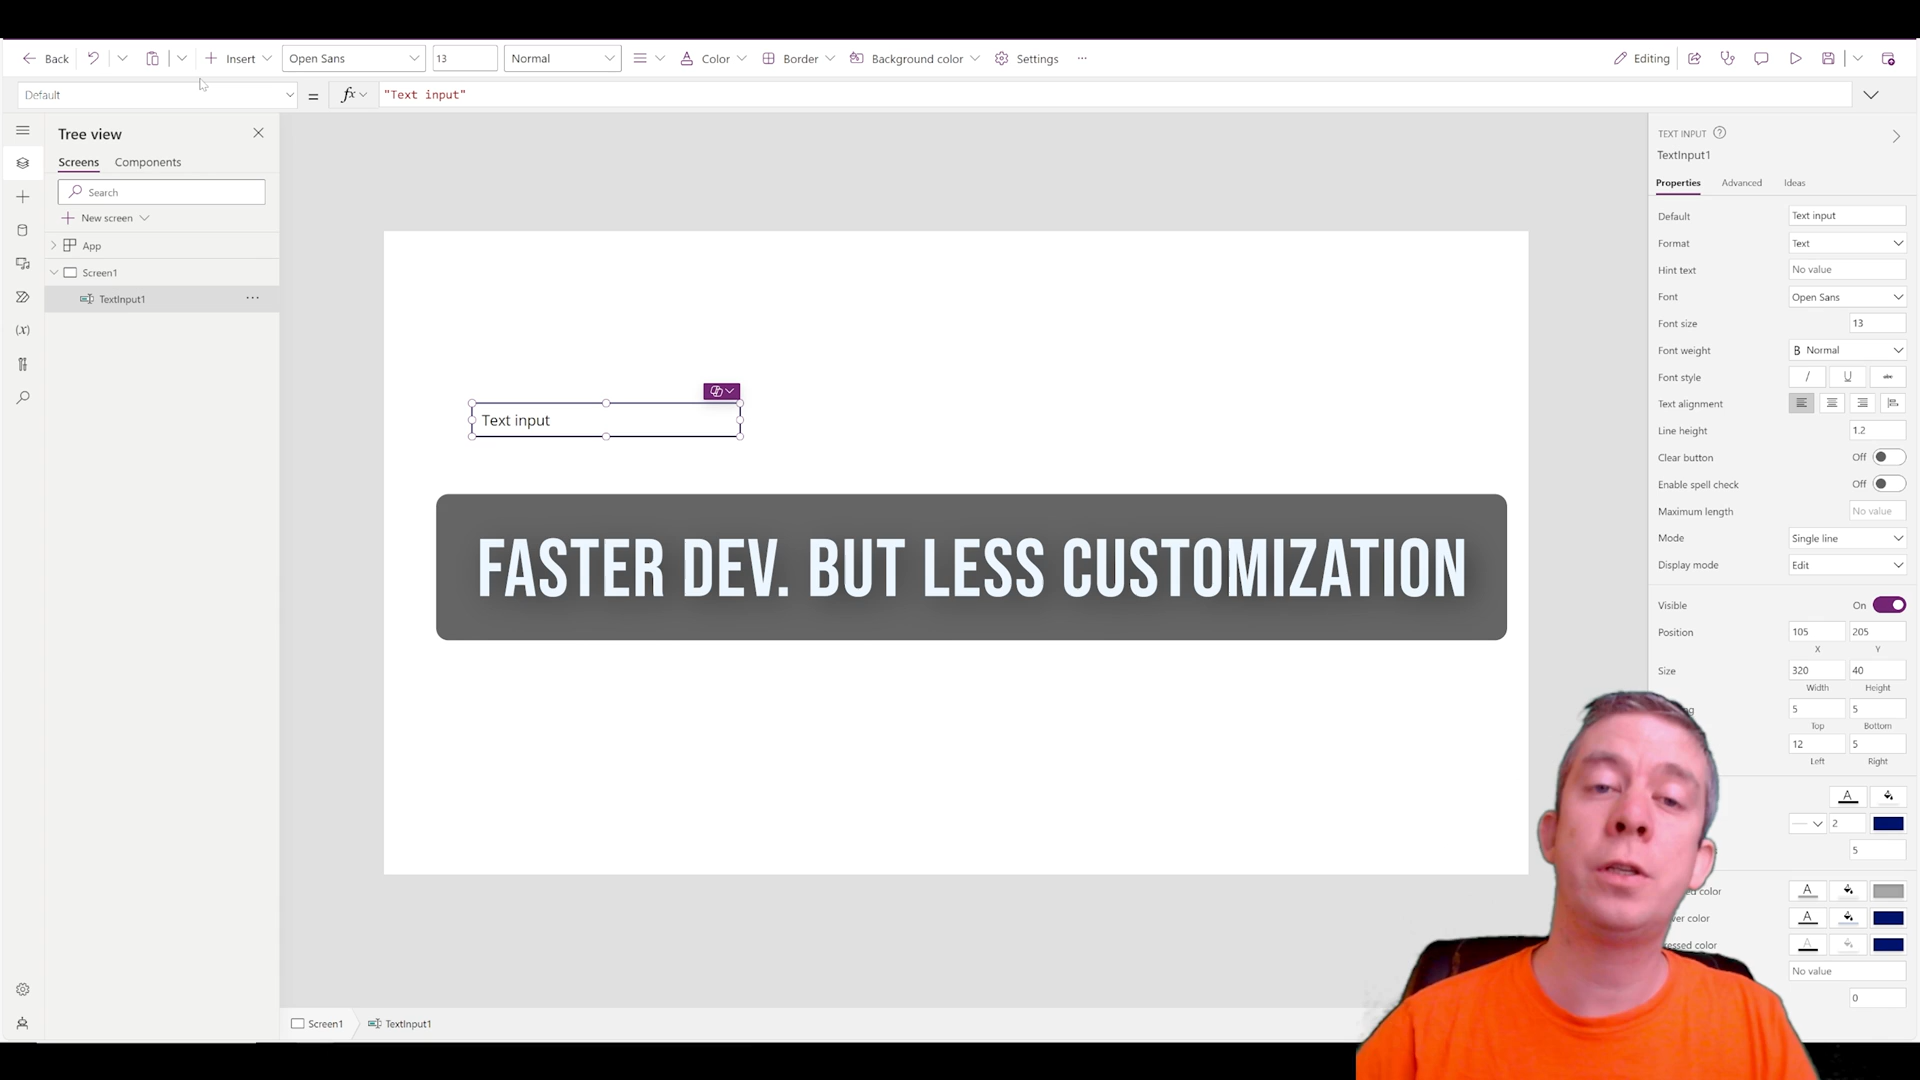 Back
Insert
Open Sans
13
Normal
Color
Border
Background color
Settings
...
Editing
Default
=
fx
"Text input"
Tree view
Screens
Components
Search
New screen
App
Screen1
TextInput1
...
Text input
FASTER DEV. BUT LESS CUSTOMIZATION
TEXT INPUT
TextInput1
Properties
Advanced
Ideas
Default
Text input
Format
Text
Hint text
No value
Font
Open Sans
Font size
13
Font weight
B Normal
Font style
/
U
abc
Text alignment
Line height
1.2
Clear button
Off
Enable spell check
Off
Maximum length
No value
Mode
Single line
Display mode
Edit
Visible
On
Position
105
205
X
Y
Size
320
40
Width
Height
5
5
Top
Bottom
12
5
Left
Right
A
2
5
color
A
color
A
color
A
No value
0
Screen1
TextInput1